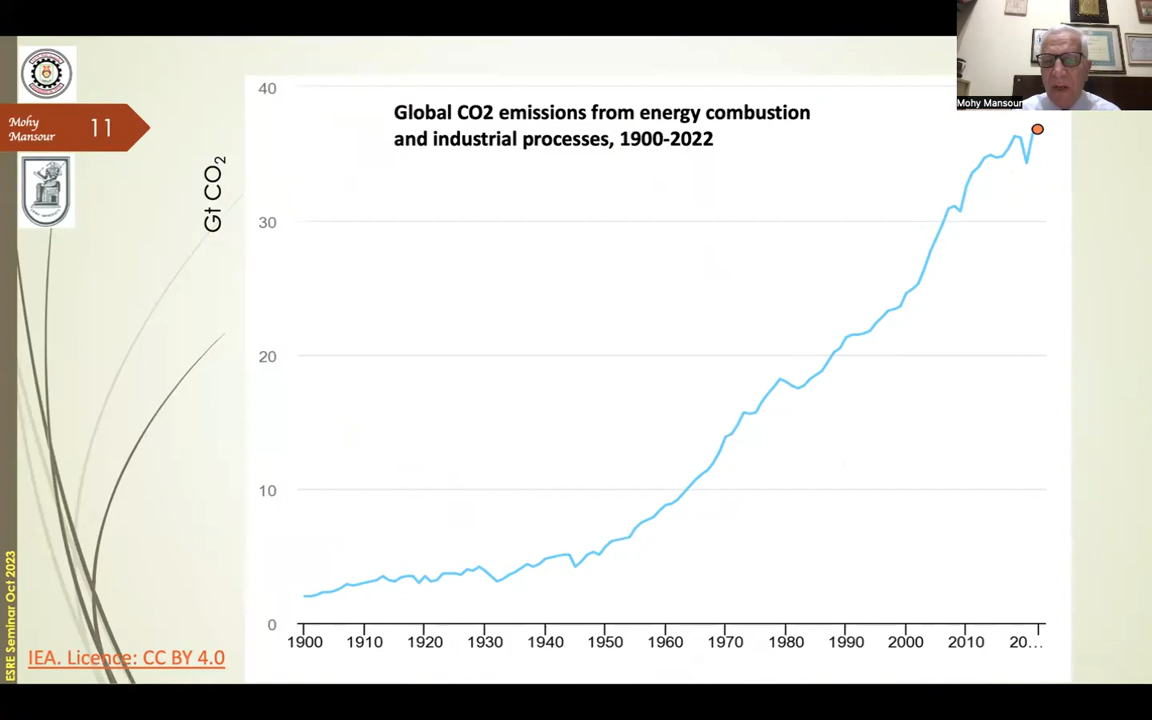 Mohy
Mansour
11
Global CO2 emissions from energy combustion
and industrial processes, 1900-2022
Mohy Mansour
Gt CO₂
40
30
20
10
0
1900 1910 1920 1930 1940 1950 1960 1970 1980 1990 2000 2010 20...
ESRE Seminar Oct 2023
IEA. Licence: CC BY 4.0